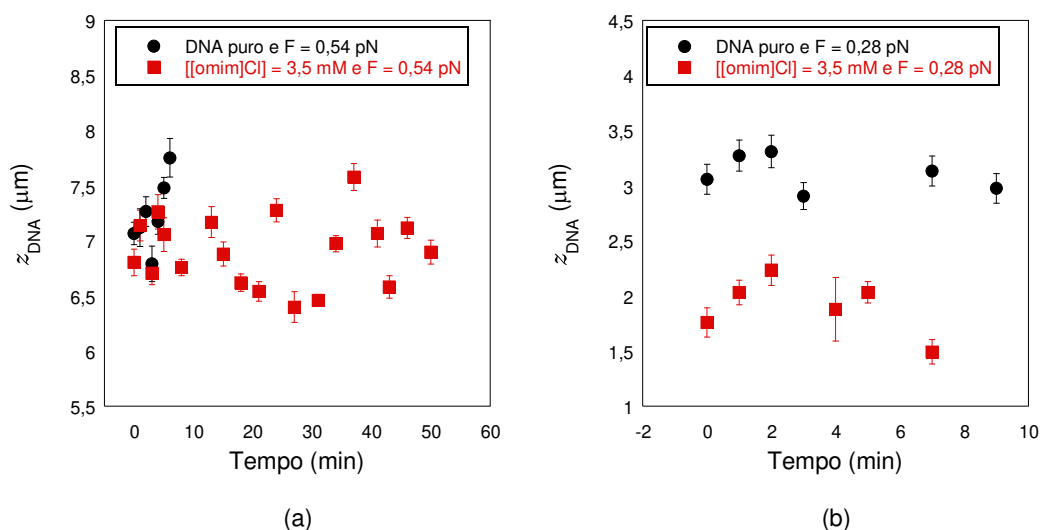 9
8,5
8
7,5
7
6,5
6
5,5
0 10 20 30 40 50 60
z DNA (µm)
Tempo (min)
DNA puro e F = 0,54 pN
[[omim]Cl] = 3,5 mM e F = 0,54 pN
(a)
4,5
4
3,5
3
2,5
2
1,5
1
-2 0 2 4 6 8 10
z DNA (µm)
Tempo (min)
DNA puro e F = 0,28 pN
[[omim]Cl] = 3,5 mM e F = 0,28 pN
(b)